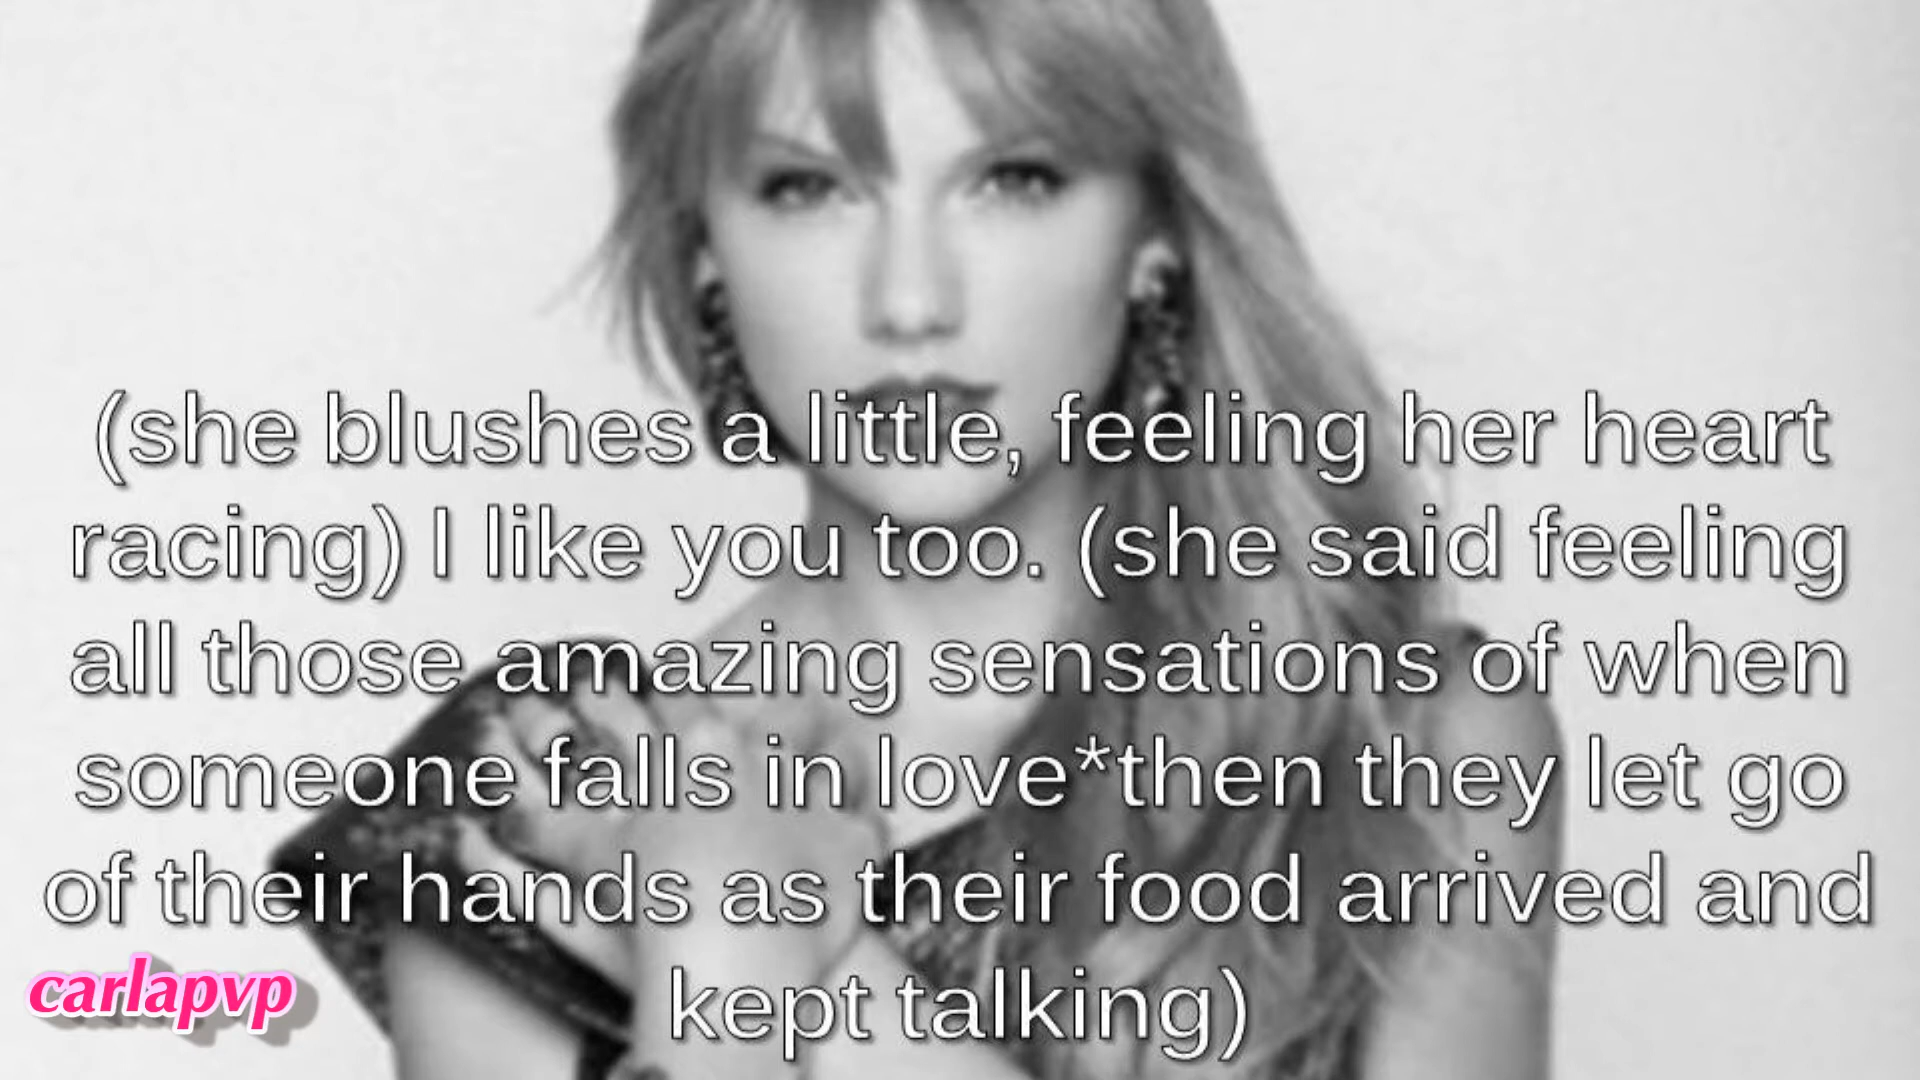 (she blushes a little, feeling her heart
racing) I like you too. (she said feeling
all those amazing sensations of when
someone falls in love*then they let go
of their hands as their food arrived and
kept talking)
carlapvp